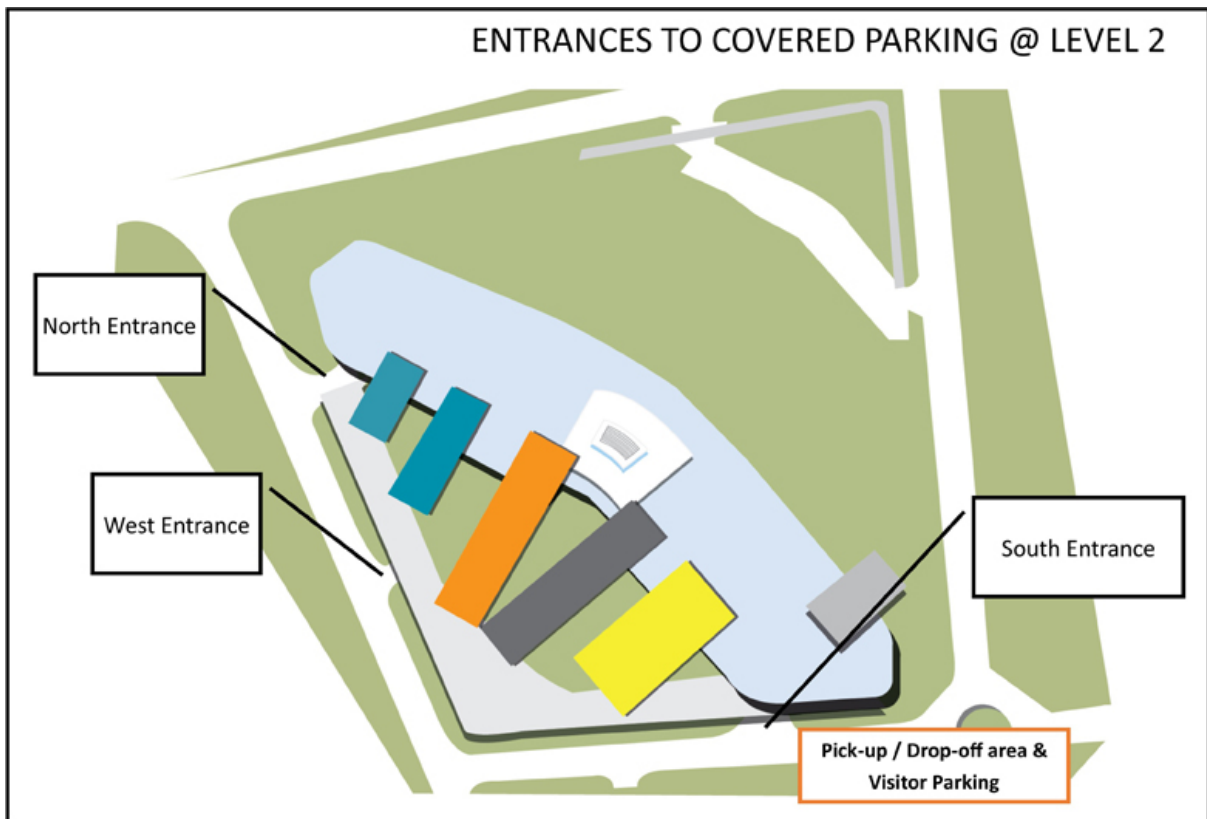 ENTRANCES TO COVERED PARKING @ LEVEL 2
North Entrance
West Entrance
South Entrance
Pick-up / Drop-off area &
Visitor Parking